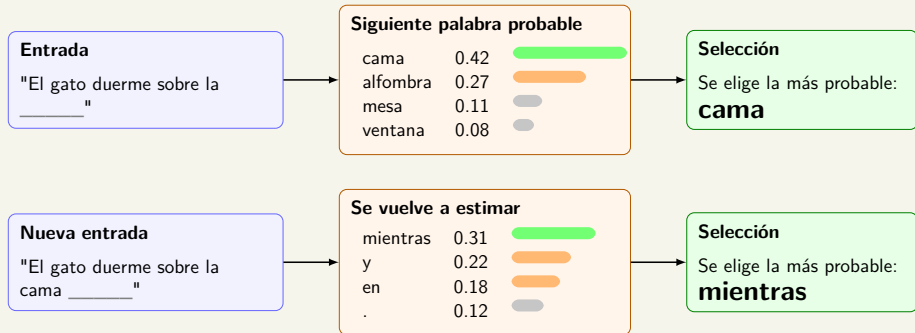 Entrada
"El gato duerme sobre la
______"
Siguiente palabra probable
cama 0.42
alfombra 0.27
mesa 0.11
ventana 0.08
Selección
Se elige la más probable:
cama
Nueva entrada
"El gato duerme sobre la
cama ______"
Se vuelve a estimar
mientras 0.31
y 0.22
en 0.18
. 0.12
Selección
Se elige la más probable:
mientras